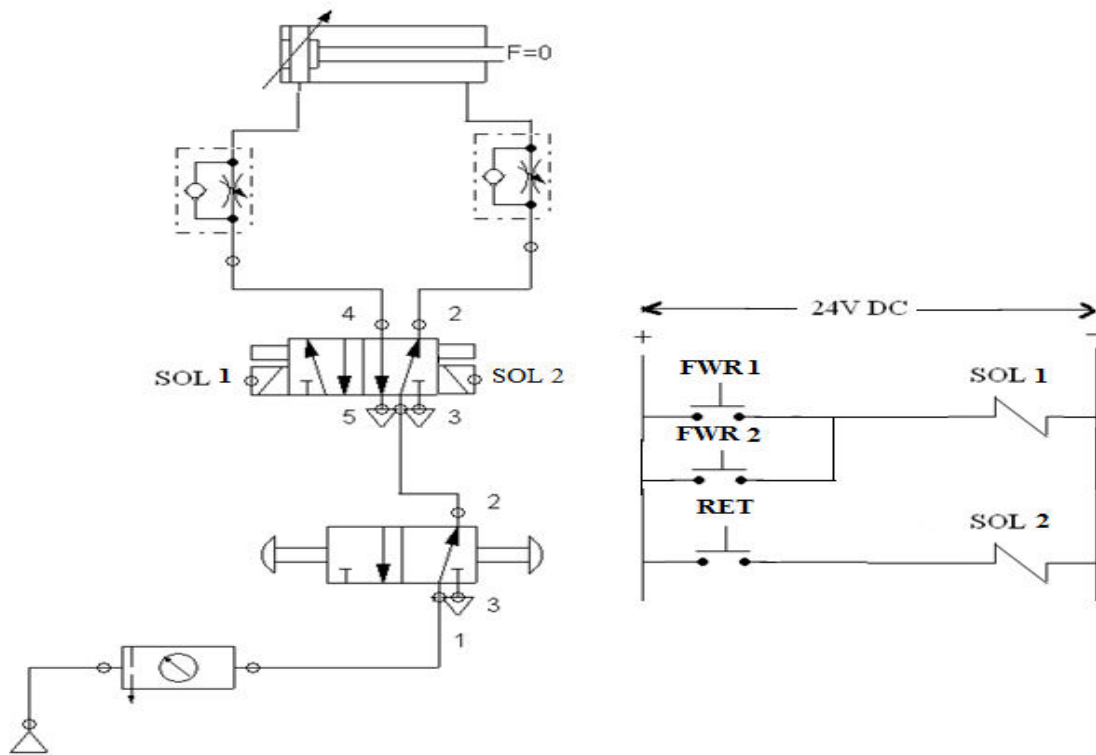 F=0
4 2
SOL 1 SOL 2
5 3
2
3
1
24V DC
+ -
FWR 1 SOL 1
FWR 2
RET SOL 2